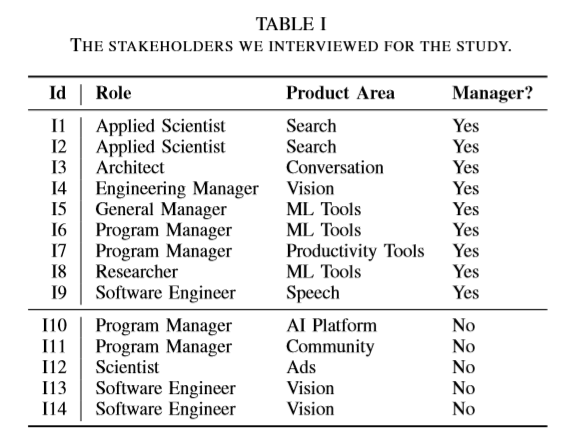 TABLE I
THE STAKEHOLDERS WE INTERVIEWED FOR THE STUDY.
Id Role Product Area Manager?
I1 Applied Scientist Search Yes
I2 Applied Scientist Search Yes
I3 Architect Conversation Yes
I4 Engineering Manager Vision Yes
I5 General Manager ML Tools Yes
I6 Program Manager ML Tools Yes
I7 Program Manager Productivity Tools Yes
I8 Researcher ML Tools Yes
I9 Software Engineer Speech Yes
I10 Program Manager AI Platform No
I11 Program Manager Community No
I12 Scientist Ads No
I13 Software Engineer Vision No
I14 Software Engineer Vision No